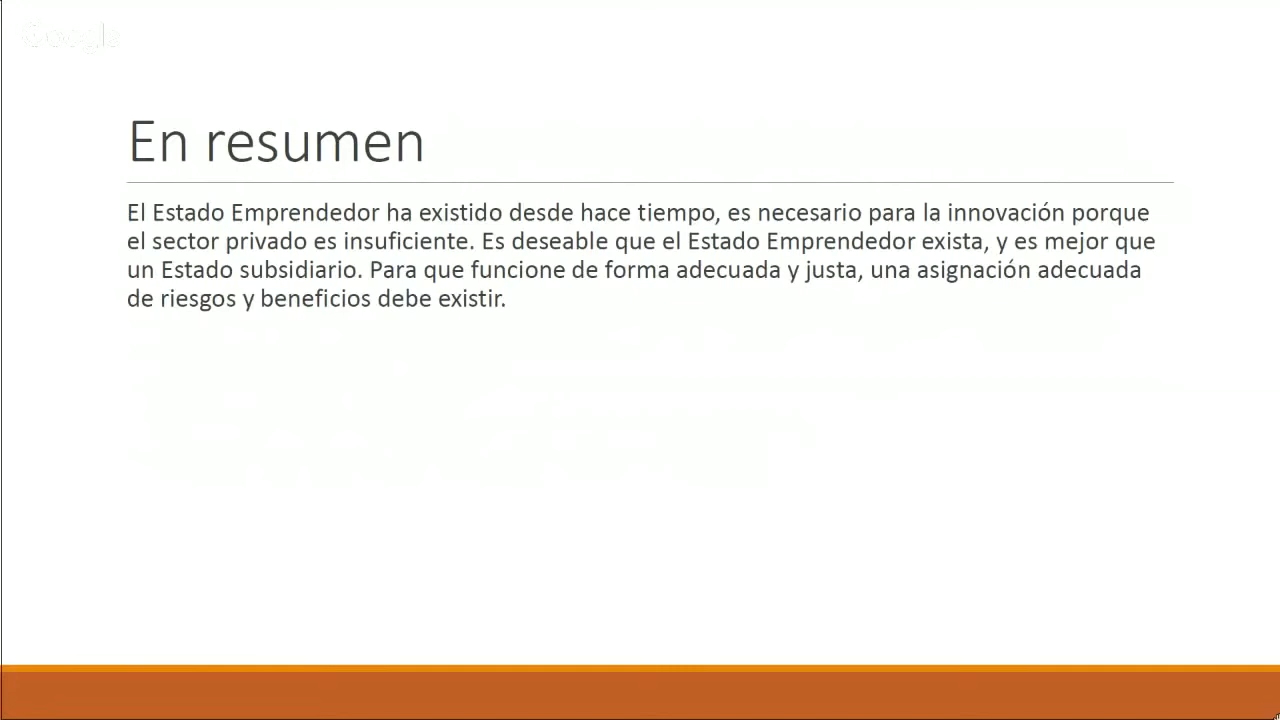 Google
En resumen
El Estado Emprendedor ha existido desde hace tiempo, es necesario para la innovación porque
el sector privado es insuficiente. Es deseable que el Estado Emprendedor exista, y es mejor que
un Estado subsidiario. Para que funcione de forma adecuada y justa, una asignación adecuada
de riesgos y beneficios debe existir.